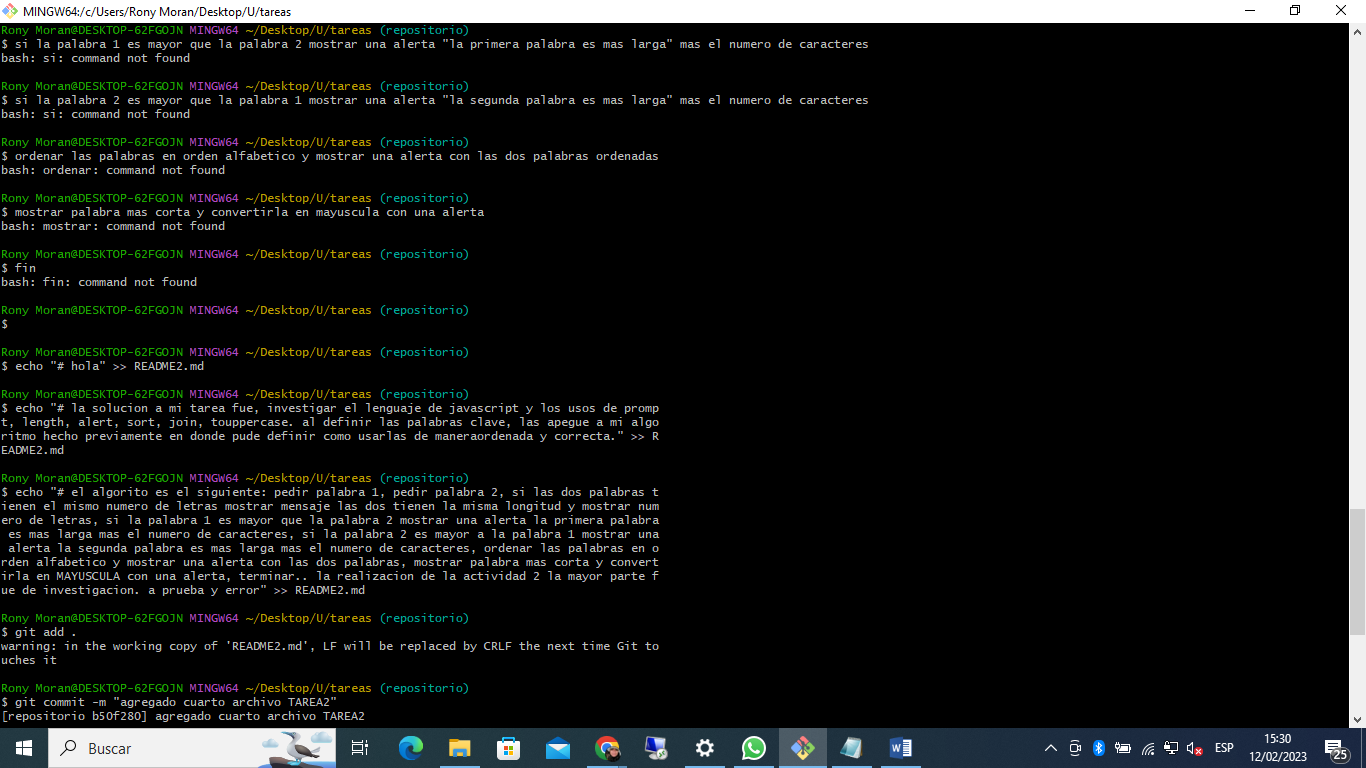 MINGW64:/c/Users/Rony Moran/Desktop/U/tareas
Rony Moran@DESKTOP-62FGOJN MINGW64 ~/Desktop/U/tareas (repositorio)
$ si la palabra 1 es mayor que la palabra 2 mostrar una alerta "la primera palabra es mas larga" mas el numero de caracteres
bash: si: command not found
Rony Moran@DESKTOP-62FGOJN MINGW64 ~/Desktop/U/tareas (repositorio)
$ si la palabra 2 es mayor que la palabra 1 mostrar una alerta "la segunda palabra es mas larga" mas el numero de caracteres
bash: si: command not found
Rony Moran@DESKTOP-62FGOJN MINGW64 ~/Desktop/U/tareas (repositorio)
$ ordenar las palabras en orden alfabetico y mostrar una alerta con las dos palabras ordenadas
bash: ordenar: command not found
Rony Moran@DESKTOP-62FGOJN MINGW64 ~/Desktop/U/tareas (repositorio)
$ mostrar palabra mas corta y convertirla en mayuscula con una alerta
bash: mostrar: command not found
Rony Moran@DESKTOP-62FGOJN MINGW64 ~/Desktop/U/tareas (repositorio)
$ fin
bash: fin: command not found
Rony Moran@DESKTOP-62FGOJN MINGW64 ~/Desktop/U/tareas (repositorio)
$
Rony Moran@DESKTOP-62FGOJN MINGW64 ~/Desktop/U/tareas (repositorio)
$ echo "# hola" >> README2.md
Rony Moran@DESKTOP-62FGOJN MINGW64 ~/Desktop/U/tareas (repositorio)
$ echo "# la solucion a mi tarea fue, investigar el lenguaje de javascript y los usos de promp
t, length, alert, sort, join, touppercase. al definir las palabras clave, las apegue a mi algo
ritmo hecho previamente en donde pude definir como usarlas de maneraordenada y correcta." >> R
EADME2.md
Rony Moran@DESKTOP-62FGOJN MINGW64 ~/Desktop/U/tareas (repositorio)
$ echo "# el algorito es el siguiente: pedir palabra 1, pedir palabra 2, si las dos palabras t
ienen el mismo numero de letras mostrar mensaje las dos tienen la misma longitud y mostrar num
ero de letras, si la palabra 1 es mayor que la palabra 2 mostrar una alerta la primera palabra
 es mas larga mas el numero de caracteres, si la palabra 2 es mayor a la palabra 1 mostrar una
 alerta la segunda palabra es mas larga mas el numero de caracteres, ordenar las palabras en o
rden alfabetico y mostrar una alerta con las dos palabras, mostrar palabra mas corta y convert
irla en MAYUSCULA con una alerta, terminar.. la realizacion de la actividad 2 la mayor parte f
ue de investigacion. a prueba y error" >> README2.md
Rony Moran@DESKTOP-62FGOJN MINGW64 ~/Desktop/U/tareas (repositorio)
$ git add .
warning: in the working copy of 'README2.md', LF will be replaced by CRLF the next time Git to
uches it
Rony Moran@DESKTOP-62FGOJN MINGW64 ~/Desktop/U/tareas (repositorio)
$ git commit -m "agregado cuarto archivo TAREA2"
[repositorio b50f280] agregado cuarto archivo TAREA2
Buscar
ESP
15:30
12/02/2023
25